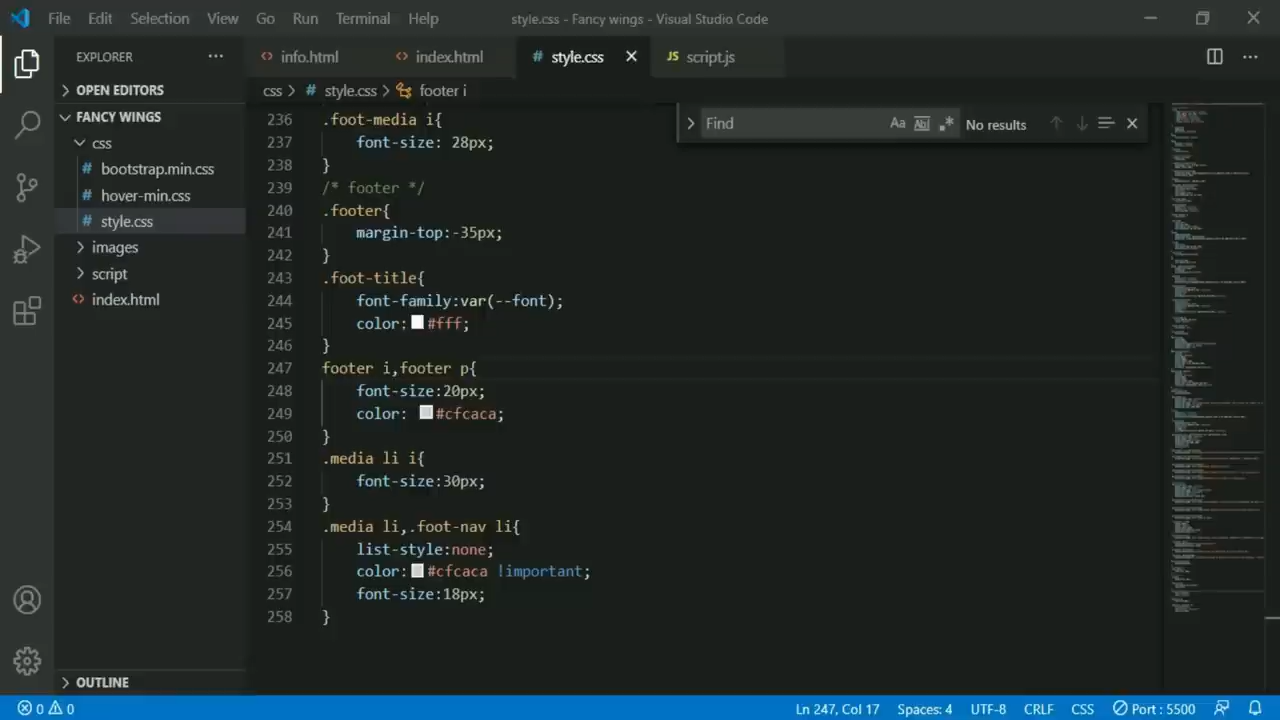 File Edit Selection View Go Run Terminal Help style.css - Fancy wings - Visual Studio Code
EXPLORER ... info.html index.html # style.css JS script.js ...
OPEN EDITORS
FANCY WINGS
css
# bootstrap.min.css
# hover-min.css
# style.css
images
script
index.html
OUTLINE
css > # style.css > footer i
Find Aa Ab .* No results
236 .foot-media i{
237 font-size: 28px;
238 }
239 /* footer */
240 .footer{
241 margin-top:-35px;
242 }
243 .foot-title{
244 font-family:var(--font);
245 color:#fff;
246 }
247 footer i,footer p{
248 font-size:20px;
249 color: #cfcaca;
250 }
251 .media li i{
252 font-size:30px;
253 }
254 .media li,.foot-nav li{
255 list-style:none;
256 color:#cfcaca !important;
257 font-size:18px;
258 }
0 0 Ln 247, Col 17 Spaces: 4 UTF-8 CRLF CSS Port : 5500